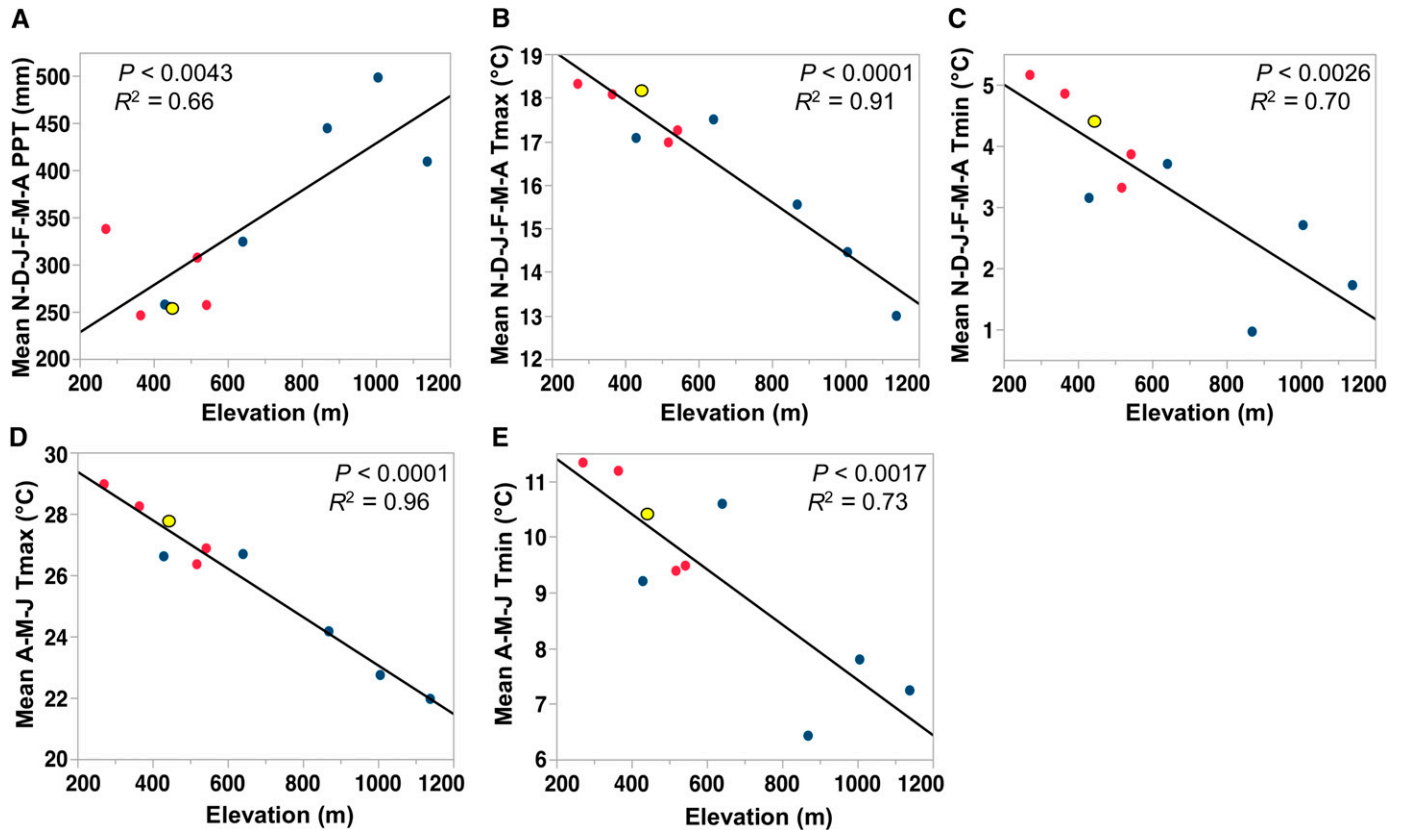 A
P < 0.0043
R² = 0.66
Mean N-D-J-F-M-A PPT (mm)
500
450
400
350
300
250
200
200 400 600 800 1000 1200
Elevation (m)
B
P < 0.0001
R² = 0.91
Mean N-D-J-F-M-A Tmax (°C)
19
18
17
16
15
14
13
12
200 400 600 800 1000 1200
Elevation (m)
C
P < 0.0026
R² = 0.70
Mean N-D-J-F-M-A Tmin (°C)
5
4
3
2
1
200 400 600 800 1000 1200
Elevation (m)
D
P < 0.0001
R² = 0.96
Mean A-M-J Tmax (°C)
30
28
26
24
22
20
200 400 600 800 1000 1200
Elevation (m)
E
P < 0.0017
R² = 0.73
Mean A-M-J Tmin (°C)
11
10
9
8
7
6
200 400 600 800 1000 1200
Elevation (m)